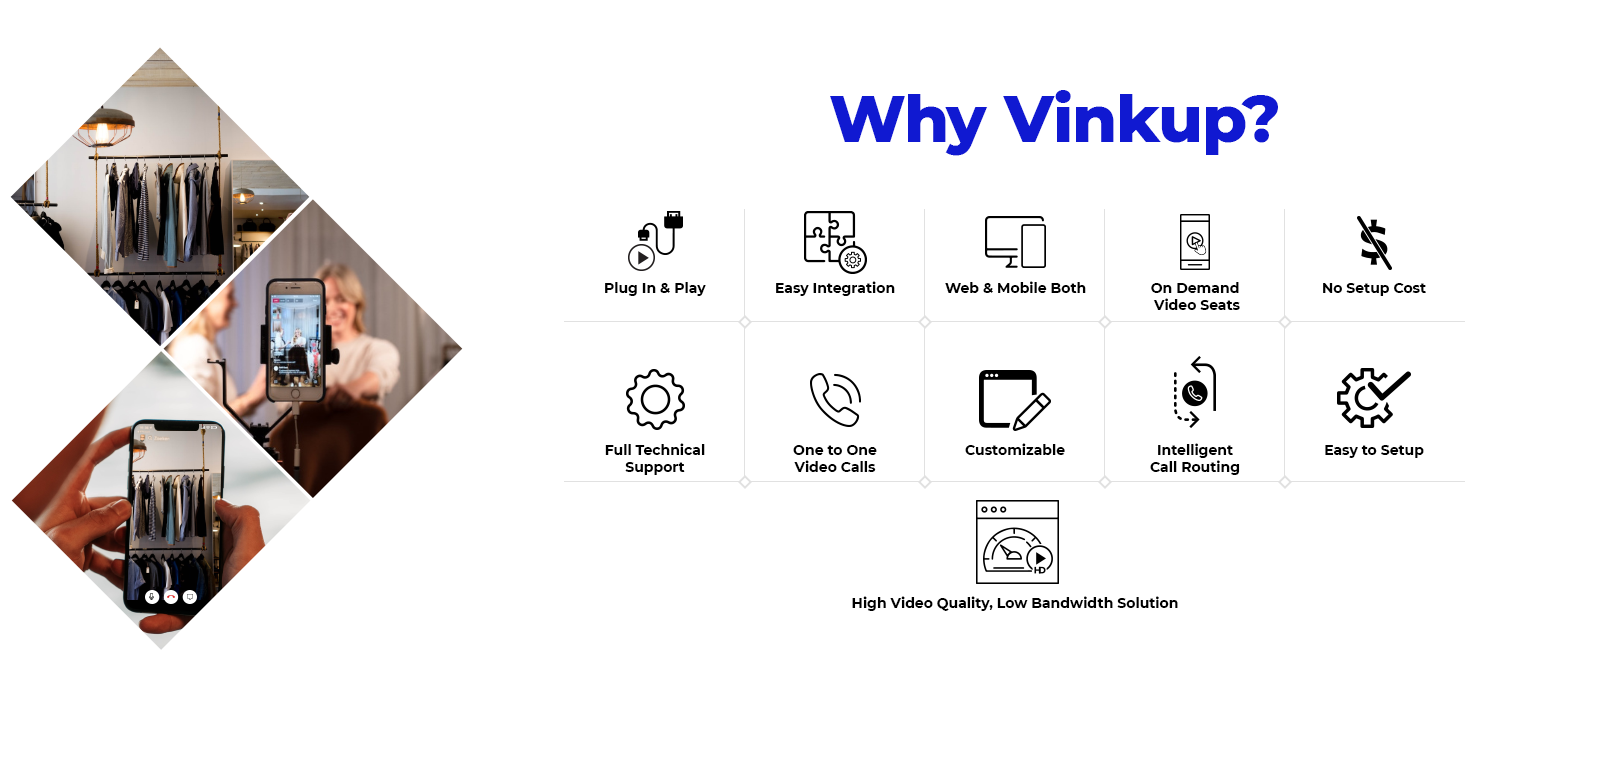 Why Vinkup?
Plug In & Play
Easy Integration
Web & Mobile Both
On Demand
Video Seats
No Setup Cost
Full Technical
Support
One to One
Video Calls
Customizable
Intelligent
Call Routing
Easy to Setup
HD
High Video Quality, Low Bandwidth Solution